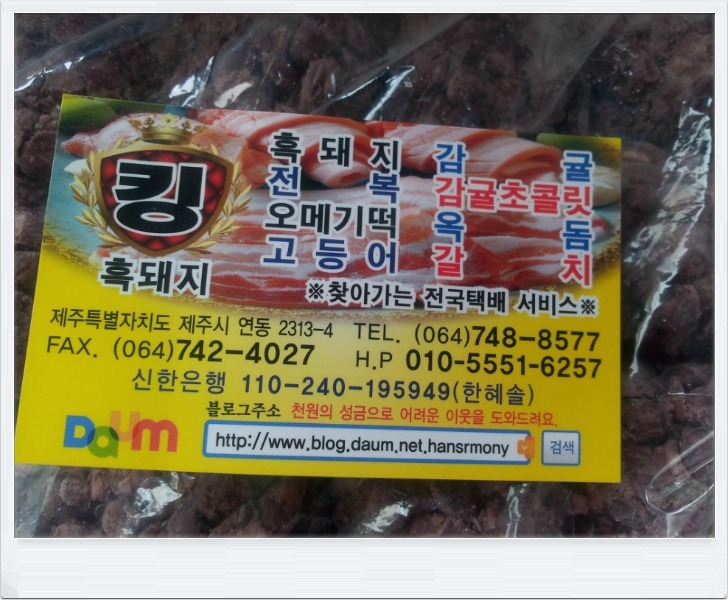 킹
흑돼지
흑돼지 감귤
전복 감귤초콜릿
오메기떡 옥돔
고등어 갈치
※찾아가는 전국택배 서비스※
제주특별자치도 제주시 연동 2313-4 TEL. (064)748-8577
FAX. (064)742-4027 H.P 010-5551-6257
신한은행 110-240-195949(한혜솔)
블로그주소 천원의 성금으로 어려운 이웃을 도와드려요.
Daum http://www.blog.daum.net.hansrmony 검색